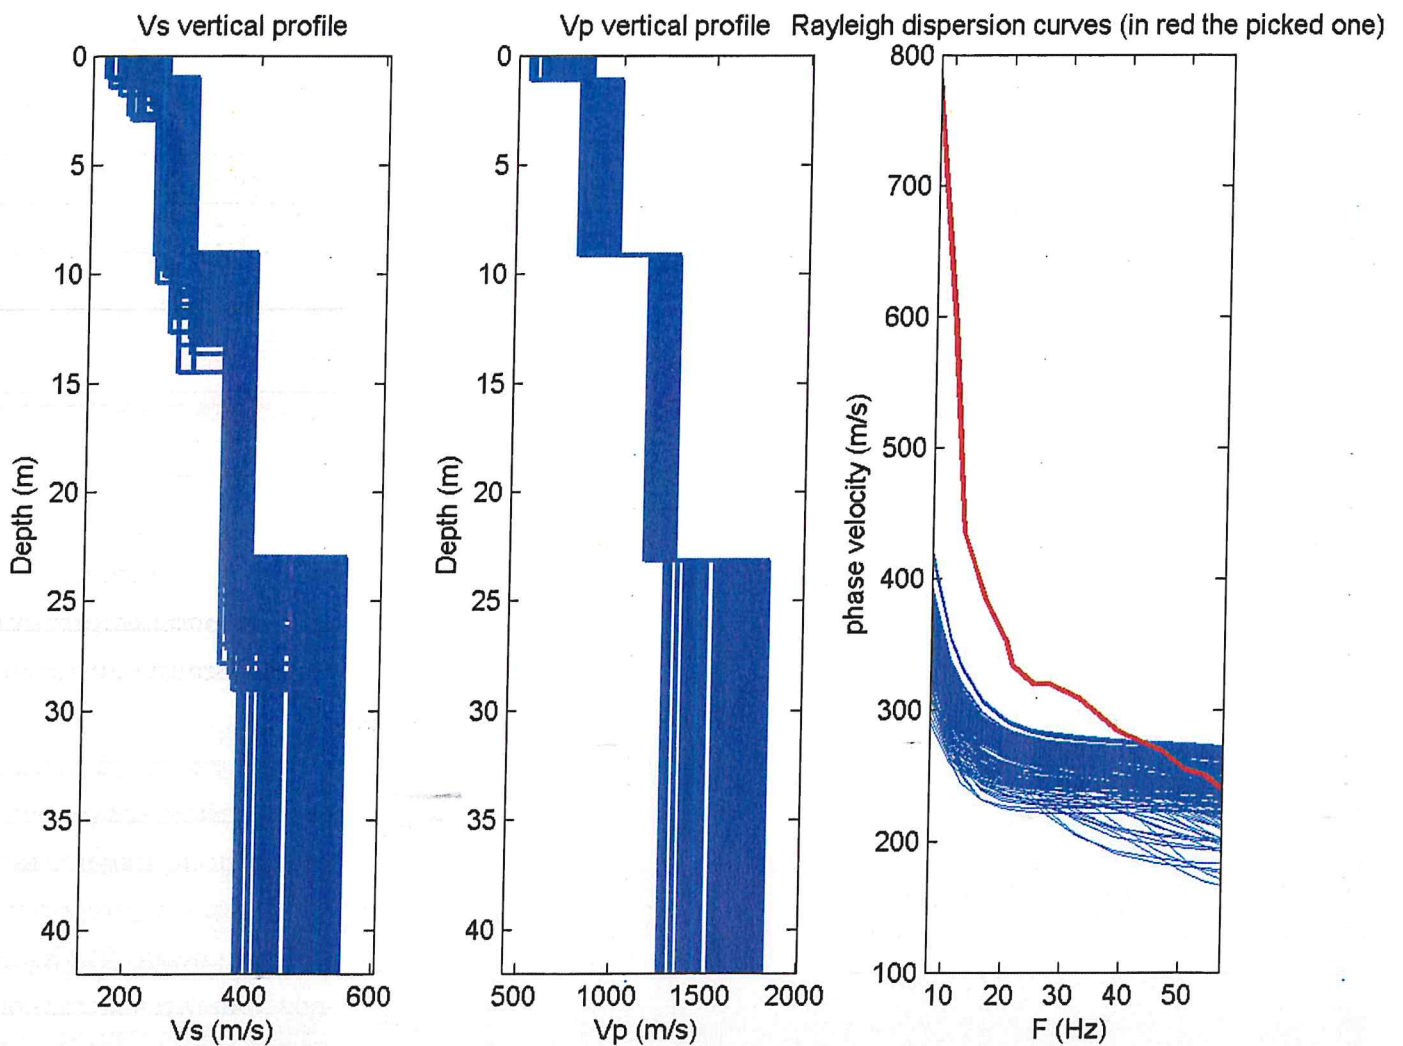 Vs vertical profile
0
5
10
15
20
25
30
35
40
Depth (m)
200 400 600
Vs (m/s)
Vp vertical profile
0
5
10
15
20
25
30
35
40
Depth (m)
500 1000 1500 2000
Vp (m/s)
Rayleigh dispersion curves (in red the picked one)
800
700
600
500
400
300
200
100
phase velocity (m/s)
10 20 30 40 50
F (Hz)